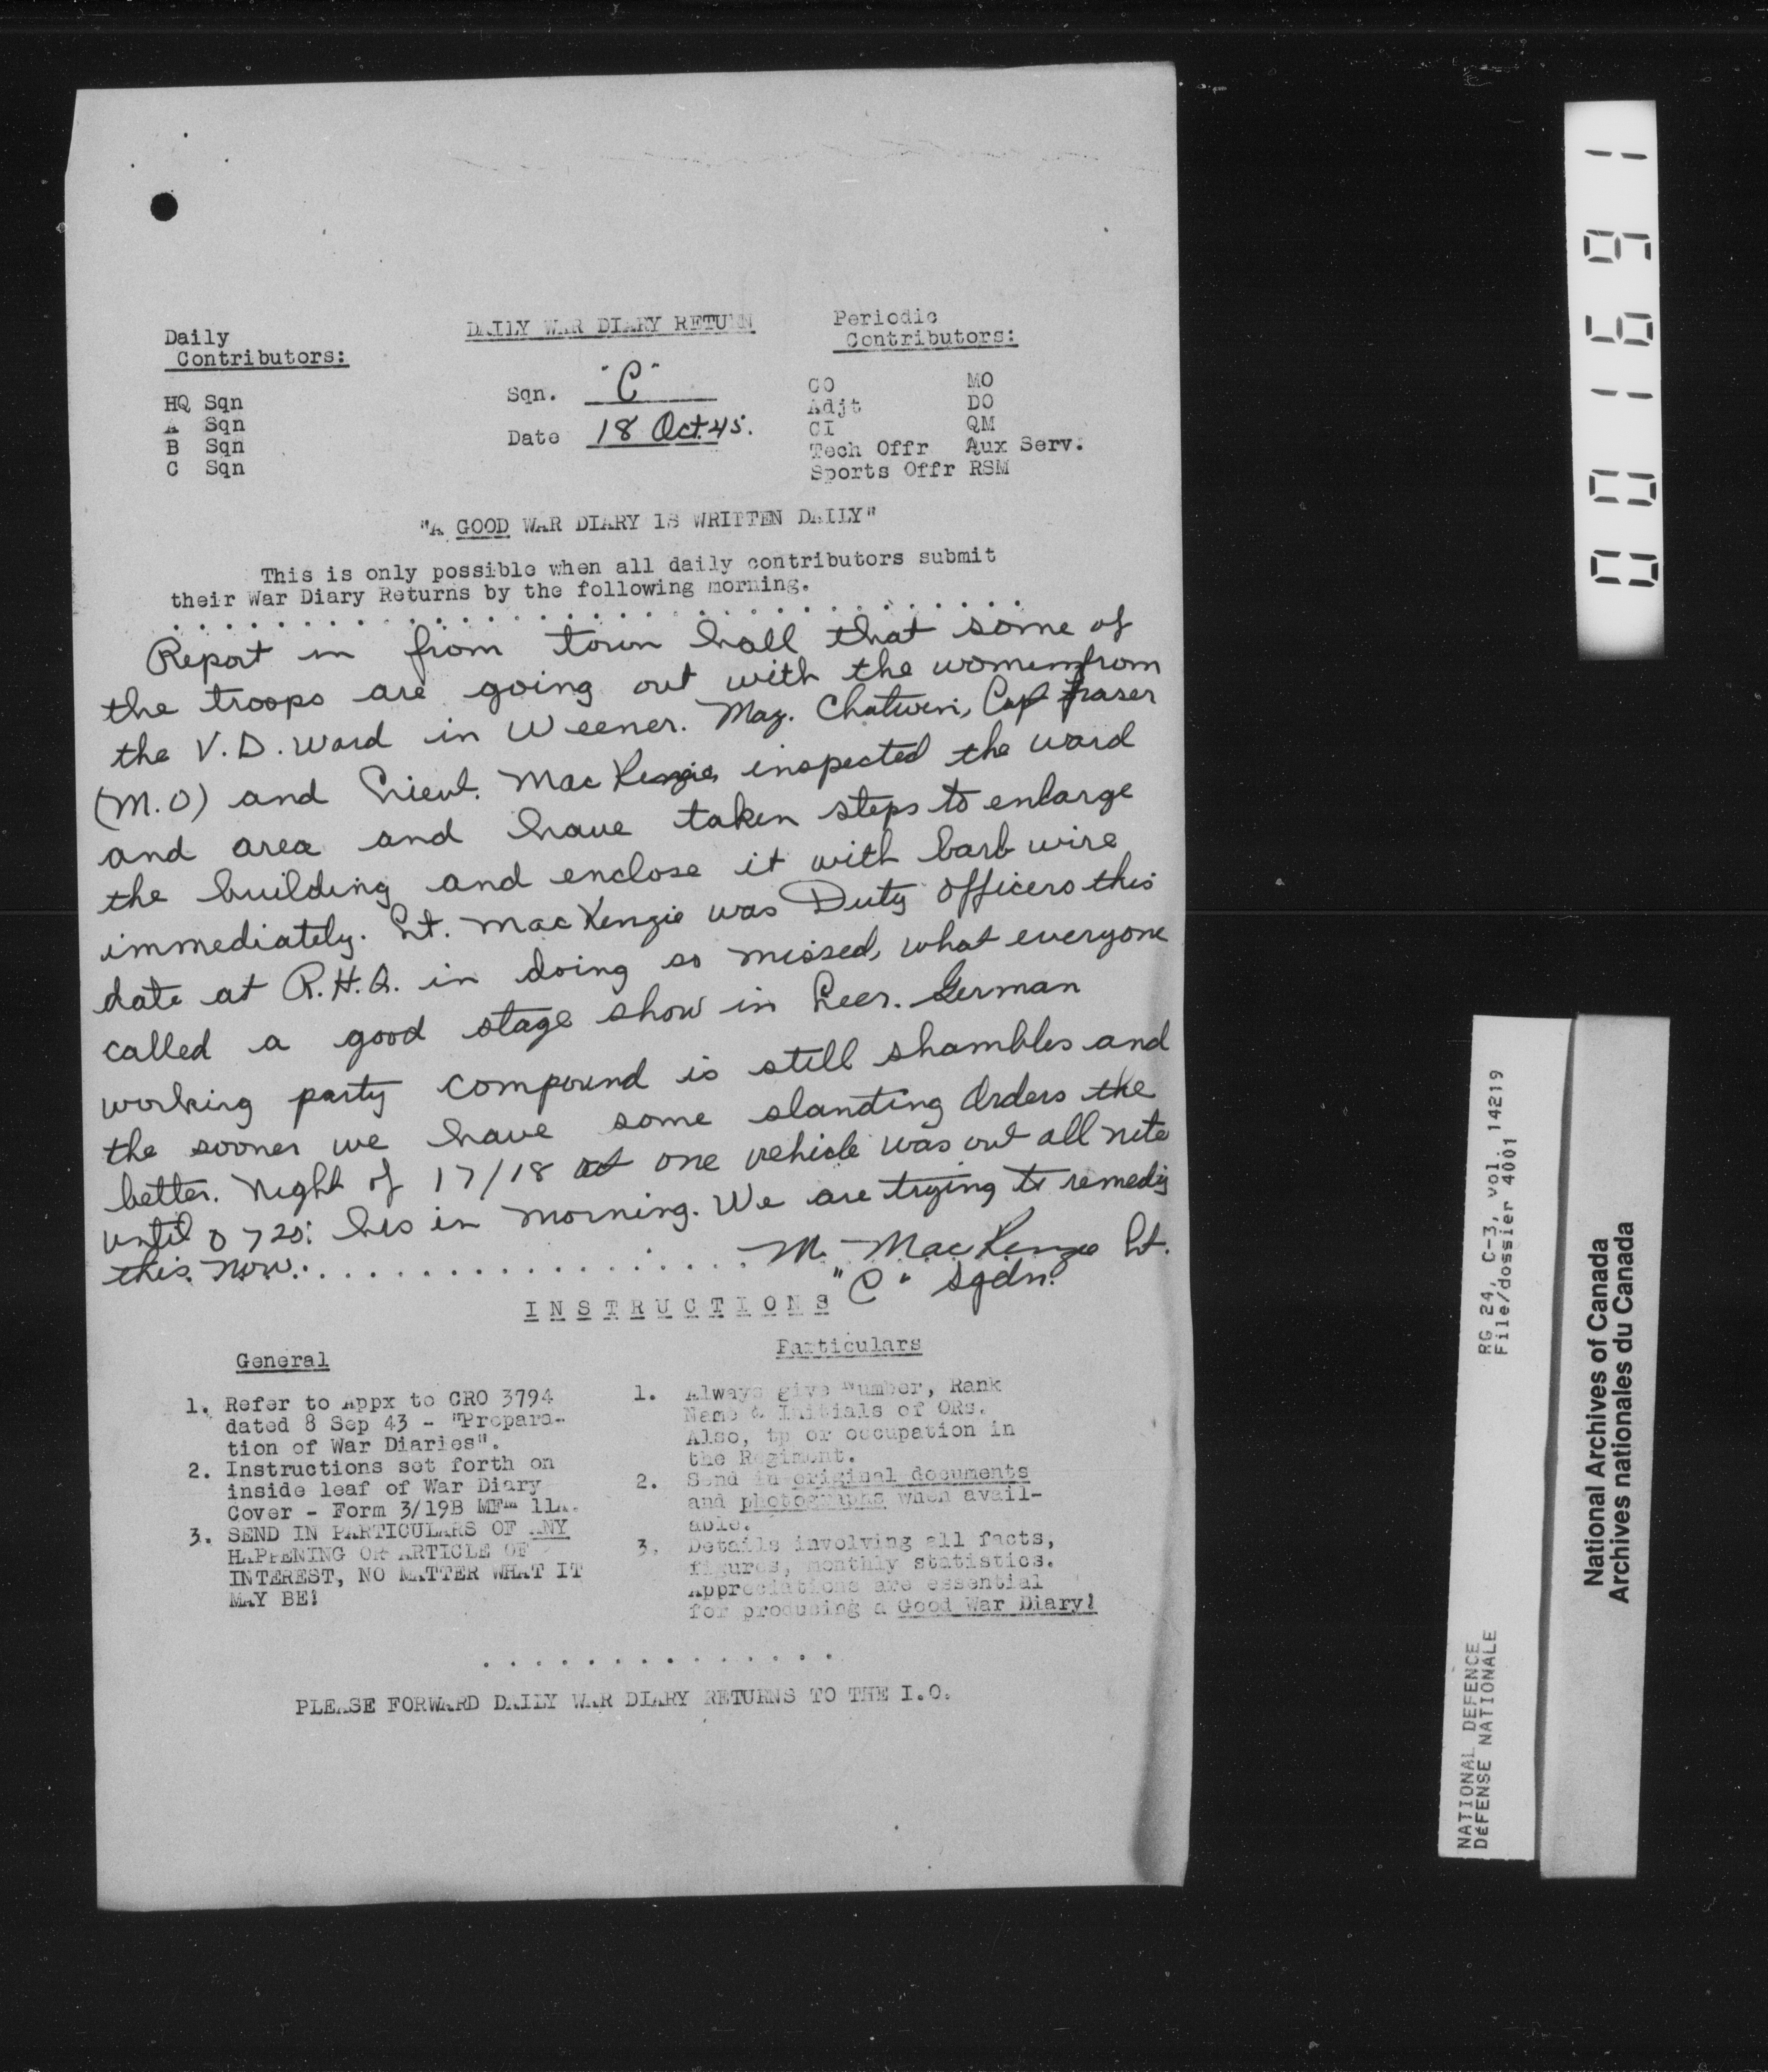 Daily
Contributors:
HQ Sqn
A Sqn
B Sqn
C Sqn
DAILY WAR DIARY RETURN
Sqn. "C"
Date 18 Oct. 45.
Periodic
Contributors:
CO MO
Adjt DO
CI QM
Tech Offr Aux Serv.
Sports Offr RSM
"A GOOD WAR DIARY IS WRITTEN DAILY"
This is only possible when all daily contributors submit
their War Diary Returns by the following morning.
Report in from town hall that some of
the troops are going out with the women from
the V.D. ward in Weener. Maj. Chatwin, Cap Fraser
(M.O) and Lieut. MacKenzie, inspected the ward
and area and have taken steps to enlarge
the building and enclose it with barb wire
immediately. Lt. MacKenzie was Duty officers this
date at R.H.Q. in doing so missed, what everyone
called a good stage show in Leer. German
working party compound is still shambles and
the sooner we have some standing Orders the
better. Night of 17/18 Oct one vehicle was out all nite
until 0720: hrs in morning. We are trying to remedy
this now. M. MacKenzie Lt.
"C" Sqdn.
INSTRUCTIONS
General
1. Refer to Appx to CRO 3794
dated 8 Sep 43 - "Prepara-
tion of War Diaries".
2. Instructions set forth on
inside leaf of War Diary
Cover - Form 3/19B MFm 11A.
3. SEND IN PARTICULARS OF ANY
HAPPENING OR ARTICLE OF
INTEREST, NO MATTER WHAT IT
MAY BE!
Particulars
1. Always give Number, Rank
Name & Initials of ORs.
Also, tp or occupation in
the Regiment.
2. Send in original documents
and photographs when avail-
able.
3. Details involving all facts,
figures, monthly statistics.
Appreciations are essential
for producing a Good War Diary!
PLEASE FORWARD DAILY WAR DIARY RETURNS TO THE I.O.
001691
RG 24, C-3, vol. 14219
File/dossier 4001
NATIONAL DEFENCE
DÉFENSE NATIONALE
National Archives of Canada
Archives nationales du Canada